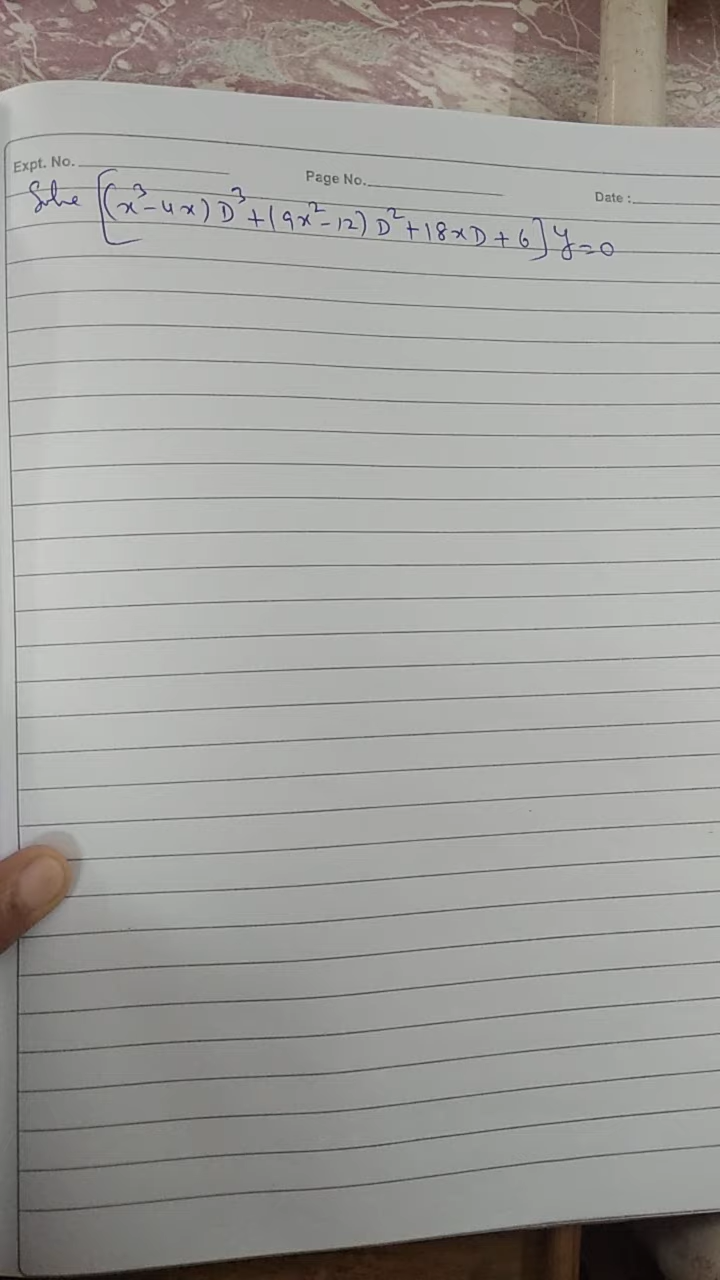 Expt. No.
Page No.
Date :
Solve [(x³-4x) D³ + (9x²-12) D² + 18xD + 6] y = 0